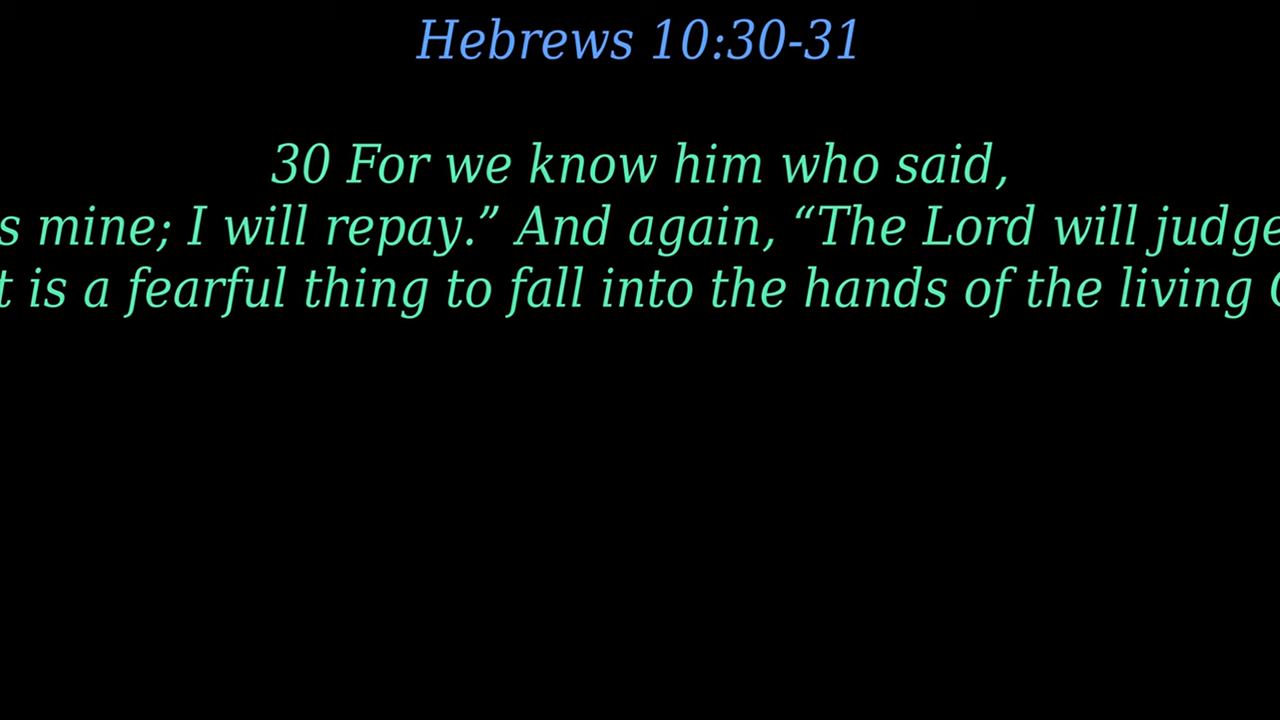 Hebrews 10:30-31
30 For we know him who said,
s mine; I will repay.” And again, “The Lord will judge
t is a fearful thing to fall into the hands of the living